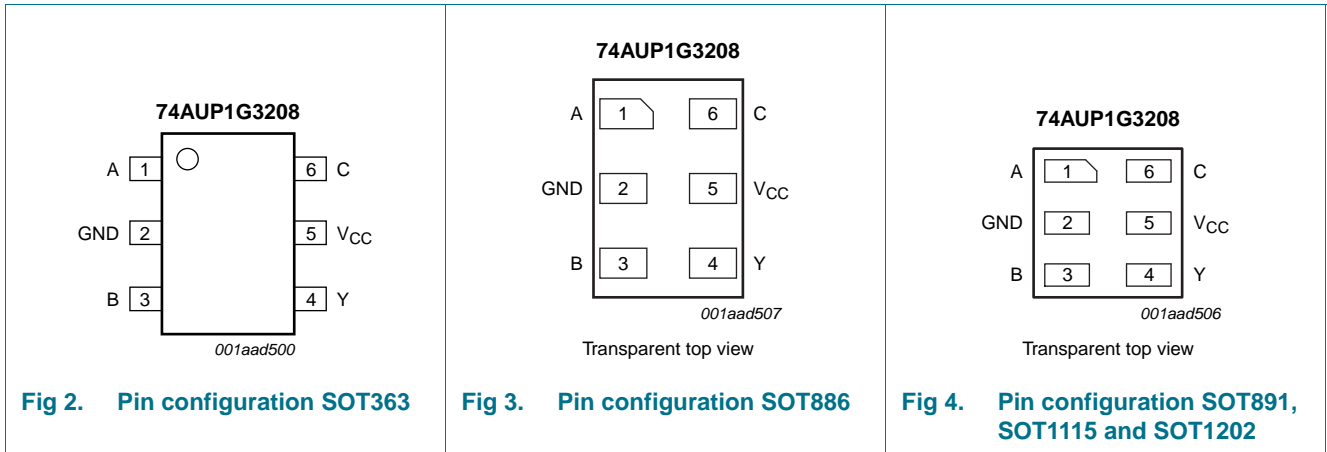 74AUP1G3208
A 1 6 C
GND 2 5 VCC
B 3 4 Y
001aad500
Fig 2. Pin configuration SOT363
74AUP1G3208
A 1 6 C
GND 2 5 VCC
B 3 4 Y
001aad507
Transparent top view
Fig 3. Pin configuration SOT886
74AUP1G3208
A 1 6 C
GND 2 5 VCC
B 3 4 Y
001aad506
Transparent top view
Fig 4. Pin configuration SOT891,
SOT1115 and SOT1202